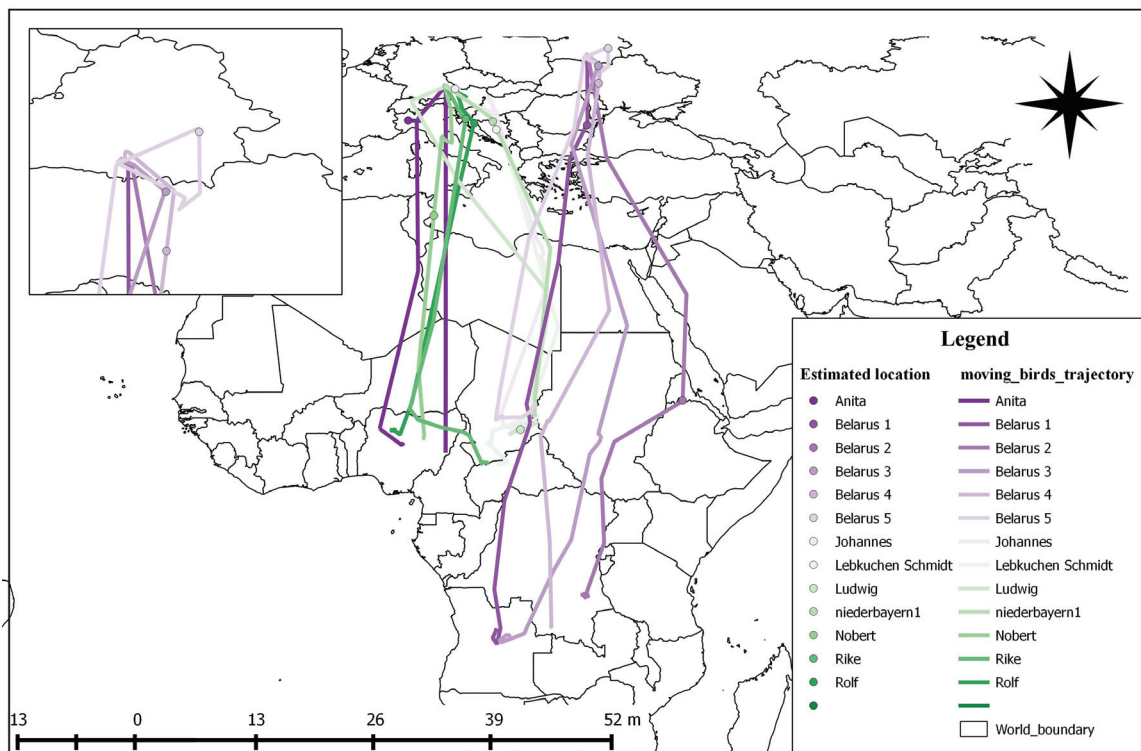 Legend
Estimated location moving_birds_trajectory
Anita Anita
Belarus 1 Belarus 1
Belarus 2 Belarus 2
Belarus 3 Belarus 3
Belarus 4 Belarus 4
Belarus 5 Belarus 5
Johannes Johannes
Lebkuchen Schmidt Lebkuchen Schmidt
Ludwig Ludwig
niederbayern1 niederbayern1
Nobert Nobert
Rike Rike
Rolf Rolf
World_boundary
13 0 13 26 39 52 m